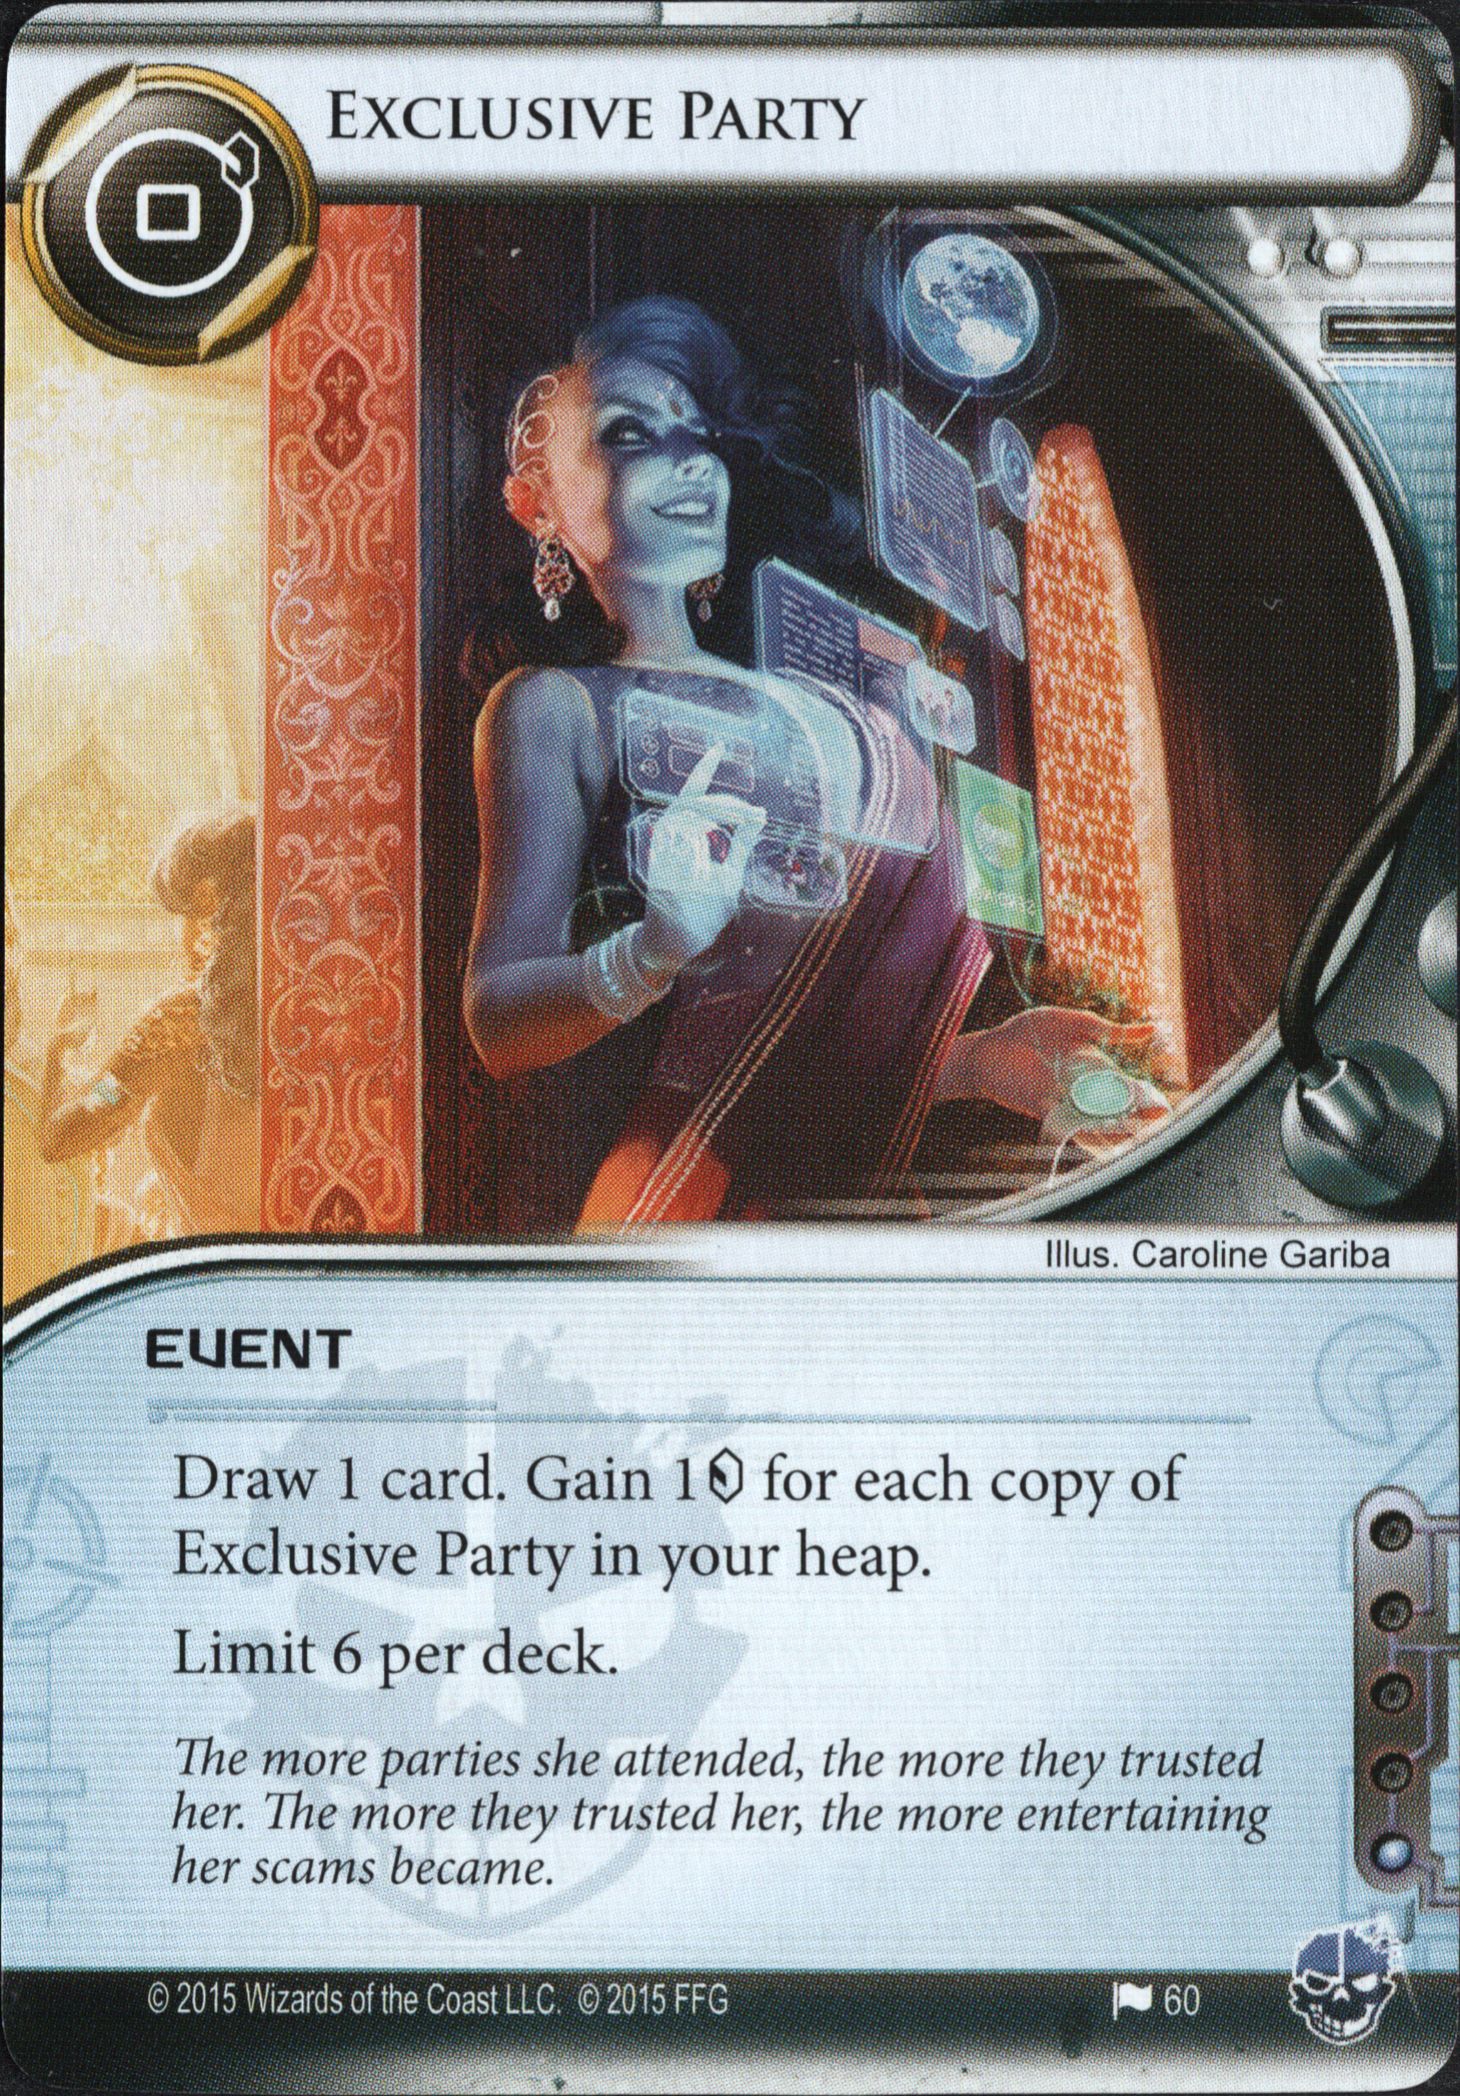 EXCLUSIVE PARTY
0
Illus. Caroline Gariba
EVENT
Draw 1 card. Gain 1 for each copy of
Exclusive Party in your heap.
Limit 6 per deck.
The more parties she attended, the more they trusted
her. The more they trusted her, the more entertaining
her scams became.
© 2015 Wizards of the Coast LLC. © 2015 FFG
60